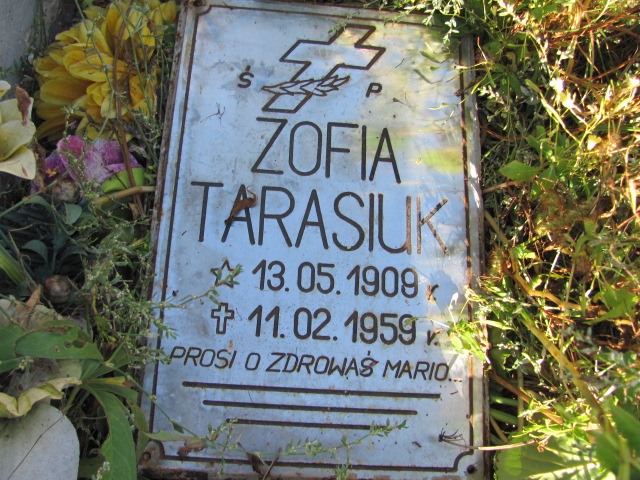 Ś P
ZOFIA
TARASIUK
13.05.1909 r.
11.02.1959 r.
PROSI O ZDROWAŚ MARIO...